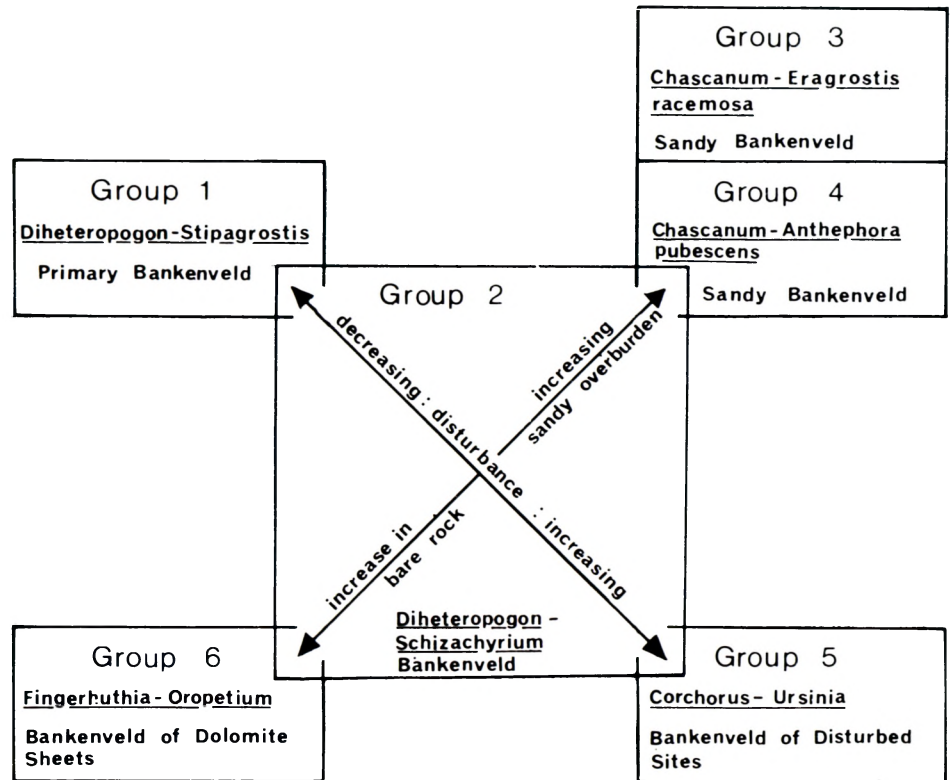 Group 3
Chascanum - Eragrostis
racemosa
Sandy Bankenveld
Group 1
Diheteropogon-Stipagrostis
Primary Bankenveld
Group 4
Chascanum - Anthephora
pubescens
Sandy Bankenveld
Group 2
decreasing : disturbance : increasing
increasing
sandy overburden
increase in
bare rock
Diheteropogon -
Schizachyrium
Bankenveld
Group 6
Fingerhuthia - Oropetium
Bankenveld of Dolomite
Sheets
Group 5
Corchorus - Ursinia
Bankenveld of Disturbed
Sites